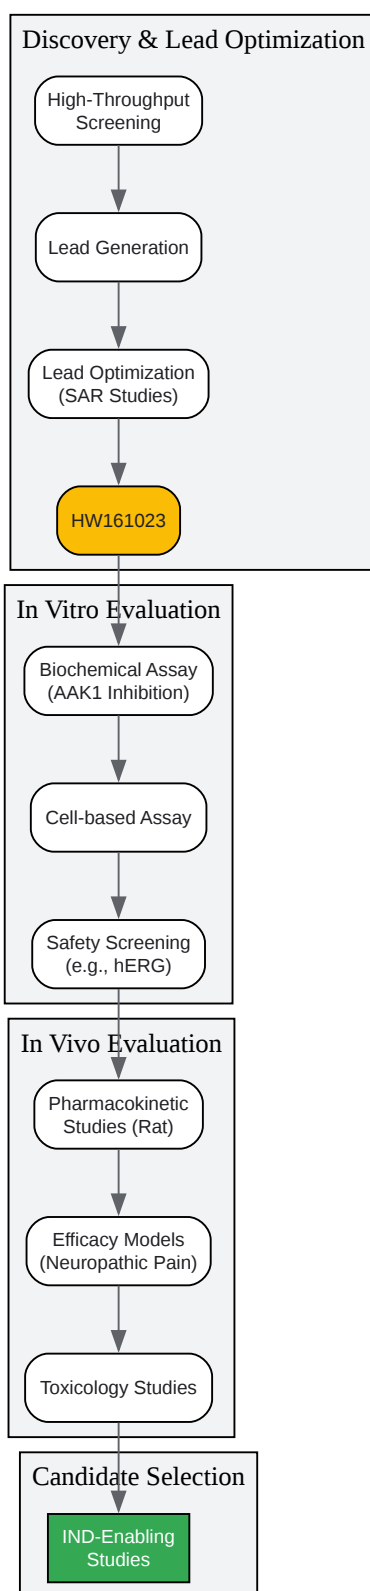 Discovery & Lead Optimization
High-Throughput
Screening
Lead Generation
Lead Optimization
(SAR Studies)
HW161023
In Vitro Evaluation
Biochemical Assay
(AAK1 Inhibition)
Cell-based Assay
Safety Screening
(e.g., hERG)
In Vivo Evaluation
Pharmacokinetic
Studies (Rat)
Efficacy Models
(Neuropathic Pain)
Toxicology Studies
Candidate Selection
IND-Enabling
Studies